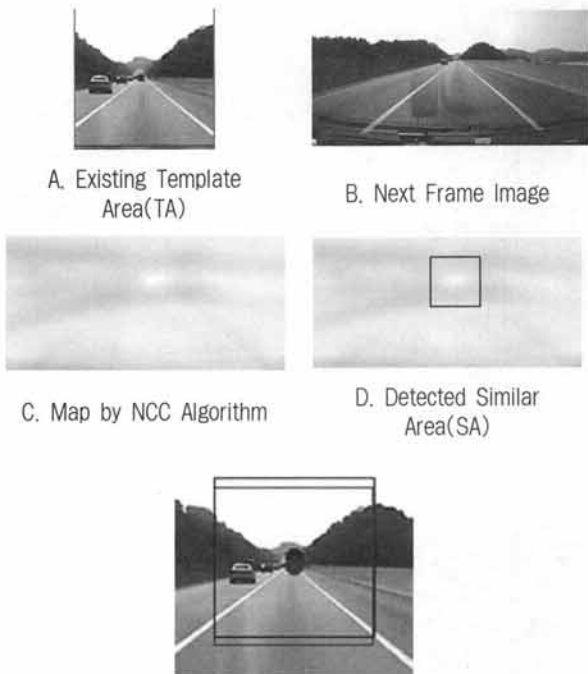 A. Existing Template
Area(TA)
B. Next Frame Image
C. Map by NCC Algorithm
D. Detected Similar
Area(SA)